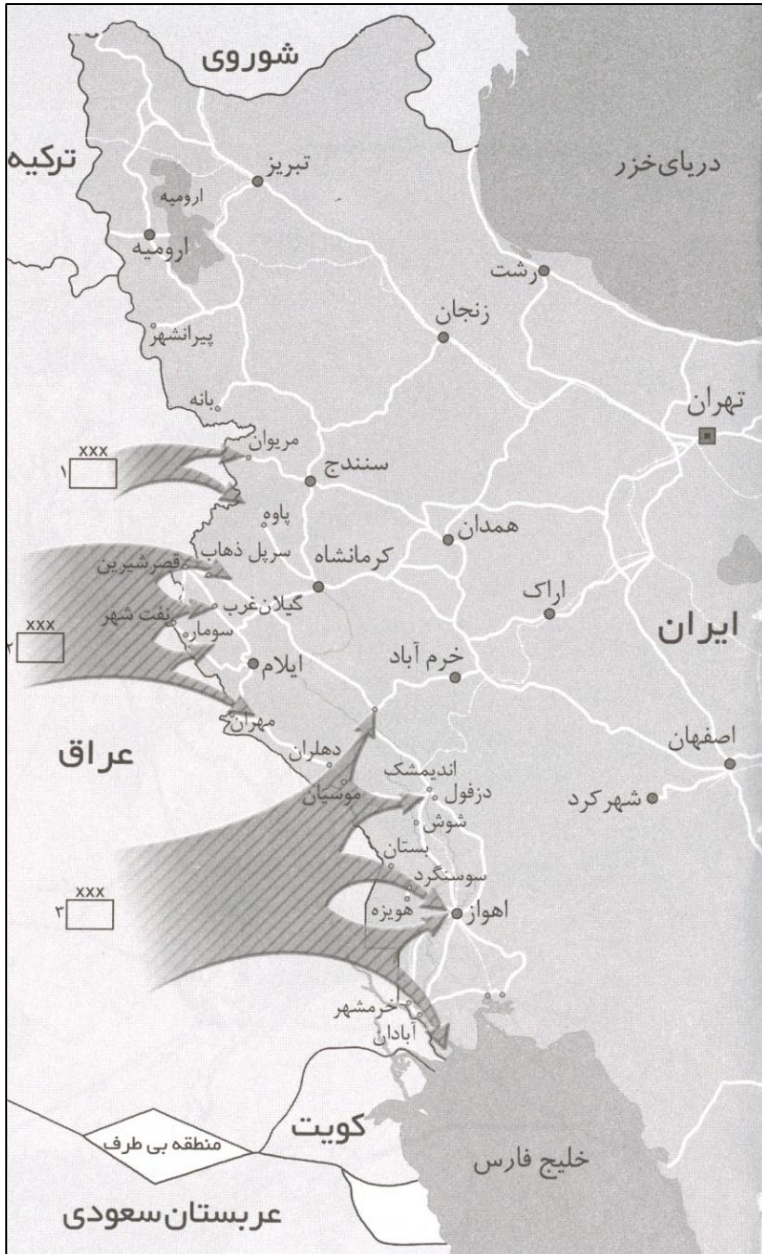 شوروی
ترکیه
دریای خزر
تبریز
ارومیه
ارومیه
رشت
پیرانشهر
زنجان
بانه
تهران
مریوان
xxx
۱
سنندج
پاوه
همدان
سرپل ذهاب
قصرشیرین
کرمانشاه
xxx
۲
گیلان‌غرب
نفت شهر
سومار
اراک
ایران
ایلام
خرم آباد
مهران
عراق
دهلران
اصفهان
موسیان
اندیمشک
دزفول
شهرکرد
شوش
بستان
سوسنگرد
xxx
۳
هویزه
اهواز
خرمشهر
آبادان
کویت
منطقه بی طرف
خلیج فارس
عربستان سعودی